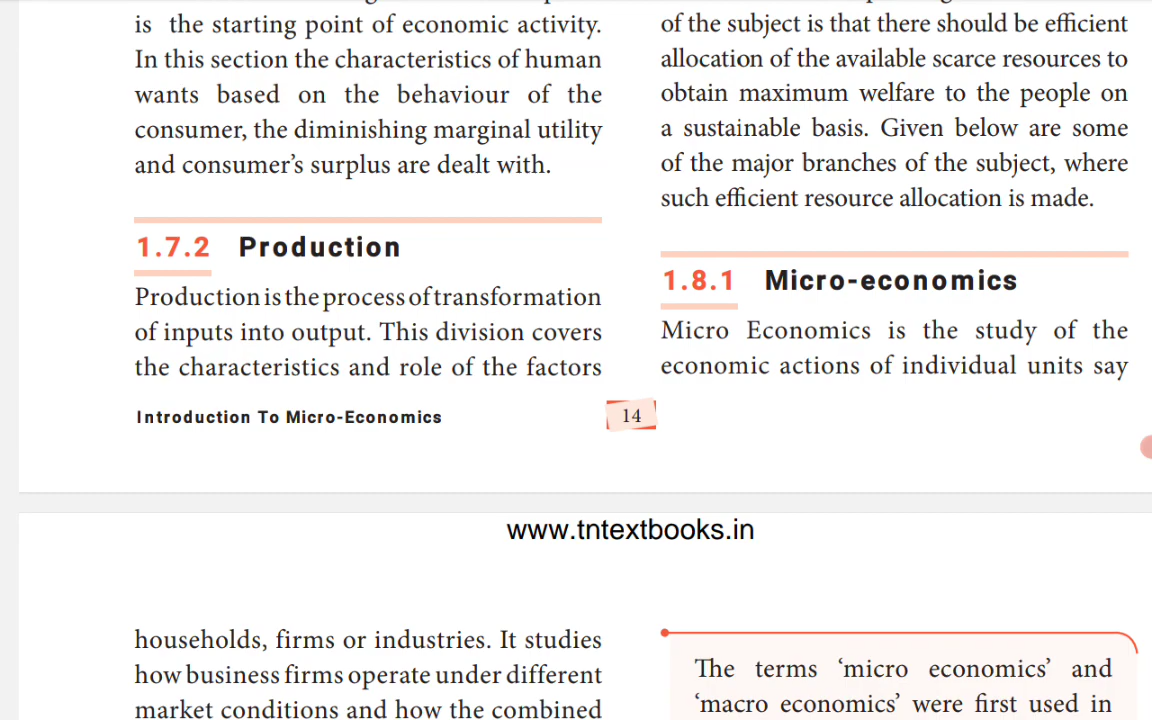 is the starting point of economic activity.
In this section the characteristics of human
wants based on the behaviour of the
consumer, the diminishing marginal utility
and consumer's surplus are dealt with.
1.7.2 Production
Production is the process of transformation
of inputs into output. This division covers
the characteristics and role of the factors
of the subject is that there should be efficient
allocation of the available scarce resources to
obtain maximum welfare to the people on
a sustainable basis. Given below are some
of the major branches of the subject, where
such efficient resource allocation is made.
1.8.1 Micro-economics
Micro Economics is the study of the
economic actions of individual units say
Introduction To Micro-Economics
14
www.tntextbooks.in
households, firms or industries. It studies
how business firms operate under different
market conditions and how the combined
The terms ‘micro economics’ and
‘macro economics’ were first used in